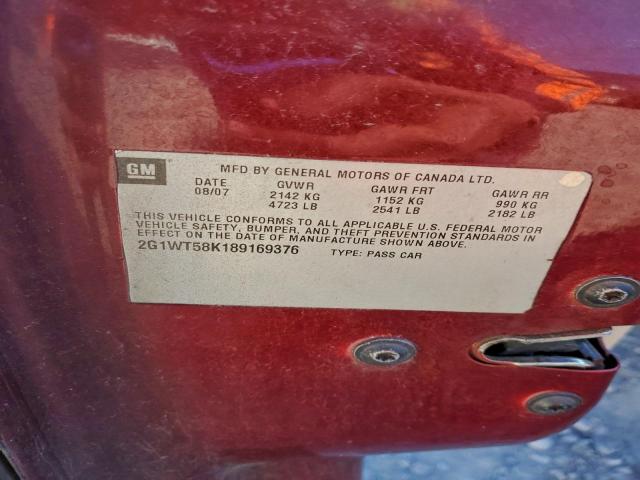 GM MFD BY GENERAL MOTORS OF CANADA LTD.
DATE GVWR GAWR FRT GAWR RR
08/07 2142 KG 1152 KG 990 KG
4723 LB 2541 LB 2182 LB
THIS VEHICLE CONFORMS TO ALL APPLICABLE U.S. FEDERAL MOTOR
VEHICLE SAFETY, BUMPER, AND THEFT PREVENTION STANDARDS IN
EFFECT ON THE DATE OF MANUFACTURE SHOWN ABOVE.
2G1WT58K189169376 TYPE: PASS CAR